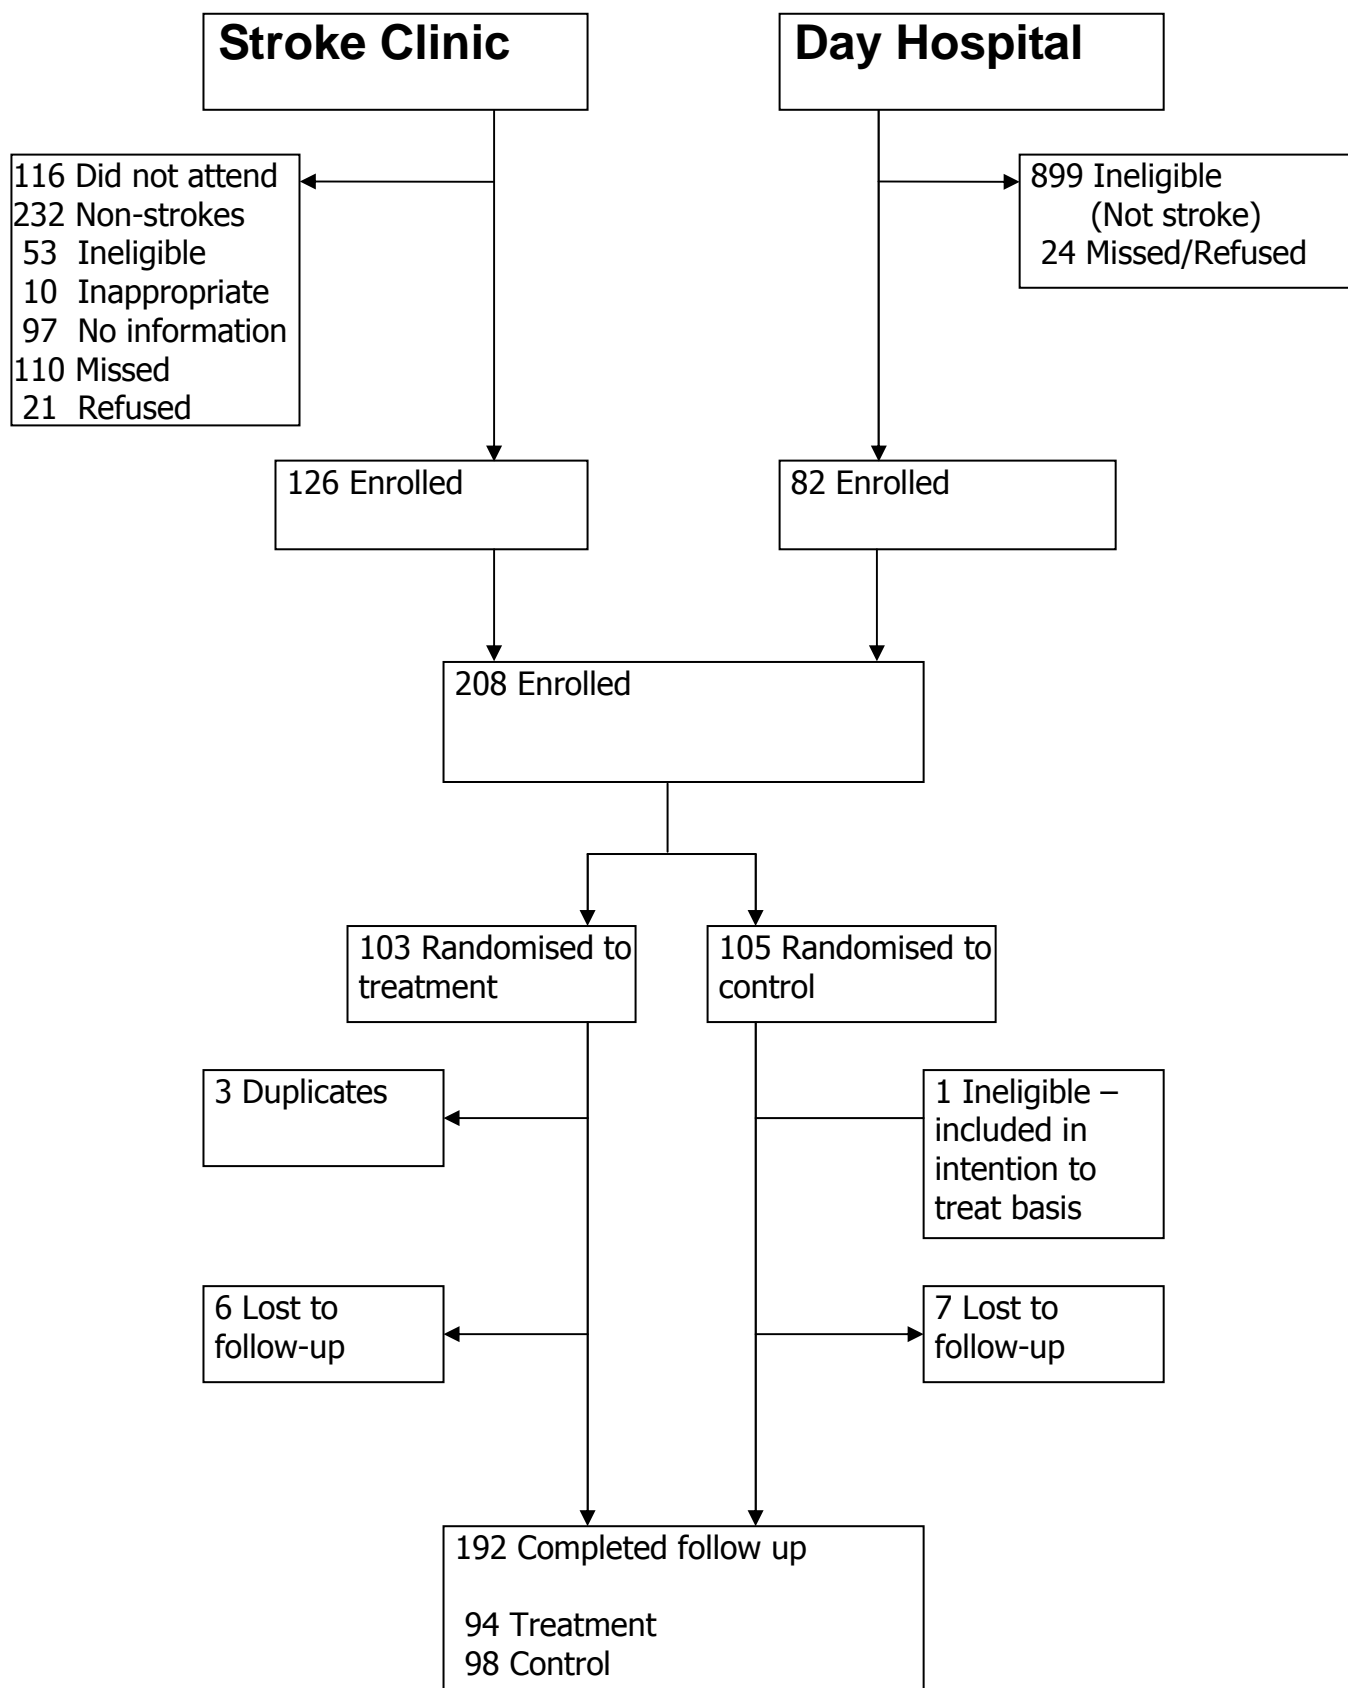 Stroke Clinic
Day Hospital
116 Did not attend
232 Non-strokes
53 Ineligible
10 Inappropriate
97 No information
110 Missed
21 Refused
899 Ineligible
(Not stroke)
24 Missed/Refused
126 Enrolled
82 Enrolled
208 Enrolled
103 Randomised to
treatment
105 Randomised to
control
3 Duplicates
1 Ineligible –
included in
intention to
treat basis
6 Lost to
follow-up
7 Lost to
follow-up
192 Completed follow up
94 Treatment
98 Control